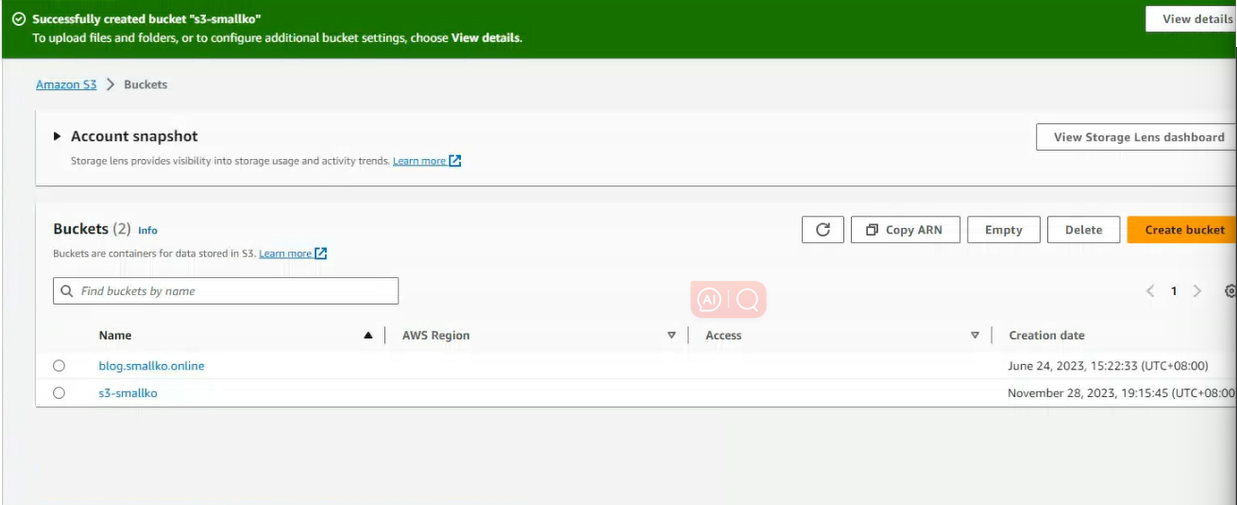 Successfully created bucket "s3-smallko"
View details
To upload files and folders, or to configure additional bucket settings, choose View details.
Amazon S3 Buckets
Account snapshot
View Storage Lens dashboard
Storage lens provides visibility into storage usage and activity trends. Learn more
Buckets (2) Info
Copy ARN Empty Delete Create bucket
Buckets are containers for data stored in S3. Learn more
Find buckets by name
AI
1
Name AWS Region Access Creation date
blog.smallko.online June 24, 2023, 15:22:33 (UTC+08:00)
s3-smallko November 28, 2023, 19:15:45 (UTC+08:00